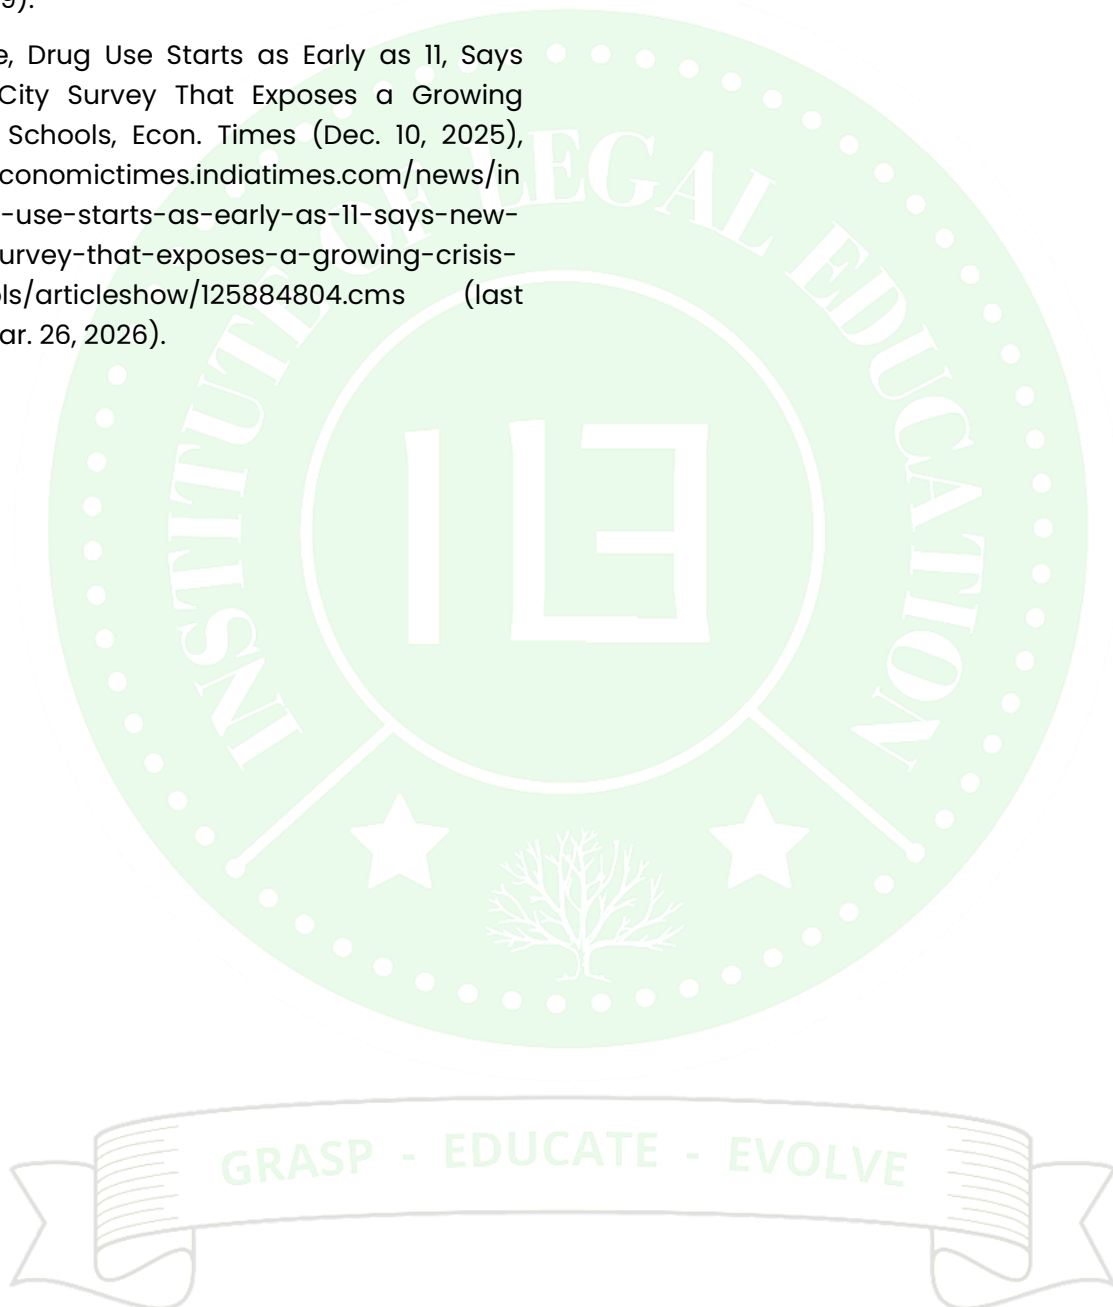 9).
e, Drug Use Starts as Early as 11, Says
City Survey That Exposes a Growing
Schools, Econ. Times (Dec. 10, 2025),
conomictimes.indiatimes.com/news/in
-use-starts-as-early-as-11-says-new-
urvey-that-exposes-a-growing-crisis-
ls/articleshow/125884804.cms (last
ar. 26, 2026).
INSTITUTE OF LEGAL EDUCATION
ILE
GRASP - EDUCATE - EVOLVE